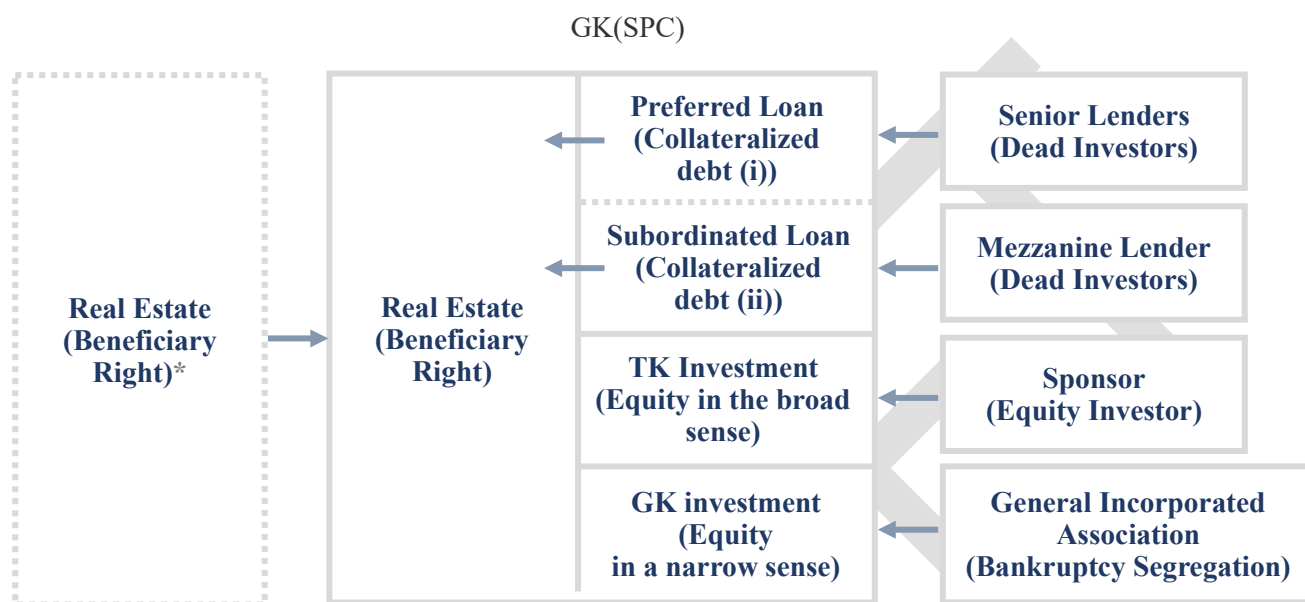 GK(SPC)
Real Estate
(Beneficiary
Right)*
Real Estate
(Beneficiary
Right)
Preferred Loan
(Collateralized
debt (i))
Subordinated Loan
(Collateralized
debt (ii))
TK Investment
(Equity in the broad
sense)
GK investment
(Equity
in a narrow sense)
Senior Lenders
(Dead Investors)
Mezzanine Lender
(Dead Investors)
Sponsor
(Equity Investor)
General Incorporated
Association
(Bankruptcy Segregation)